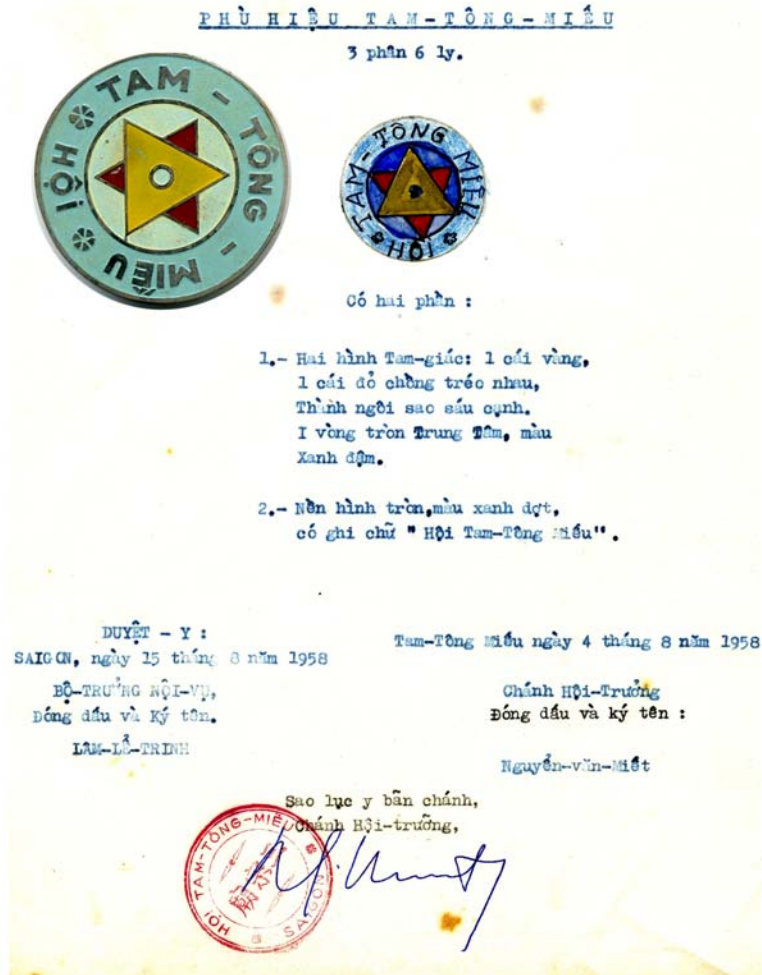 PHÙ HIỆU TAM-TÔNG-MIẾU
3 phân 6 ly.
HỘI TAM - TÔNG - MIẾU
HỘI TAM-TÔNG MIẾU
Có hai phần :
1.- Hai hình Tam-giác: 1 cái vàng,
1 cái đỏ chồng tréo nhau,
Thành ngôi sao sáu cạnh.
I vòng tròn Trung Tâm, màu
Xanh đậm.
2.- Nền hình tròn,màu xanh dợt,
có ghi chữ " Hội Tam-Tông Miếu".
DUYỆT - Y :
SAIGON, ngày 15 tháng 8 năm 1958
BỘ-TRƯỞNG NỘI-VỤ,
Đóng dấu và Ký tên.
LÂM-LỄ-TRINH
Tam-Tông Miếu ngày 4 tháng 8 năm 1958
Chánh Hội-Trưởng
Đóng dấu và ký tên :
Nguyễn-văn-Miết
Sao lục y bãn chánh,
Chánh Hội-trưởng,
HỘI TAM-TÔNG-MIẾU
SAIGON